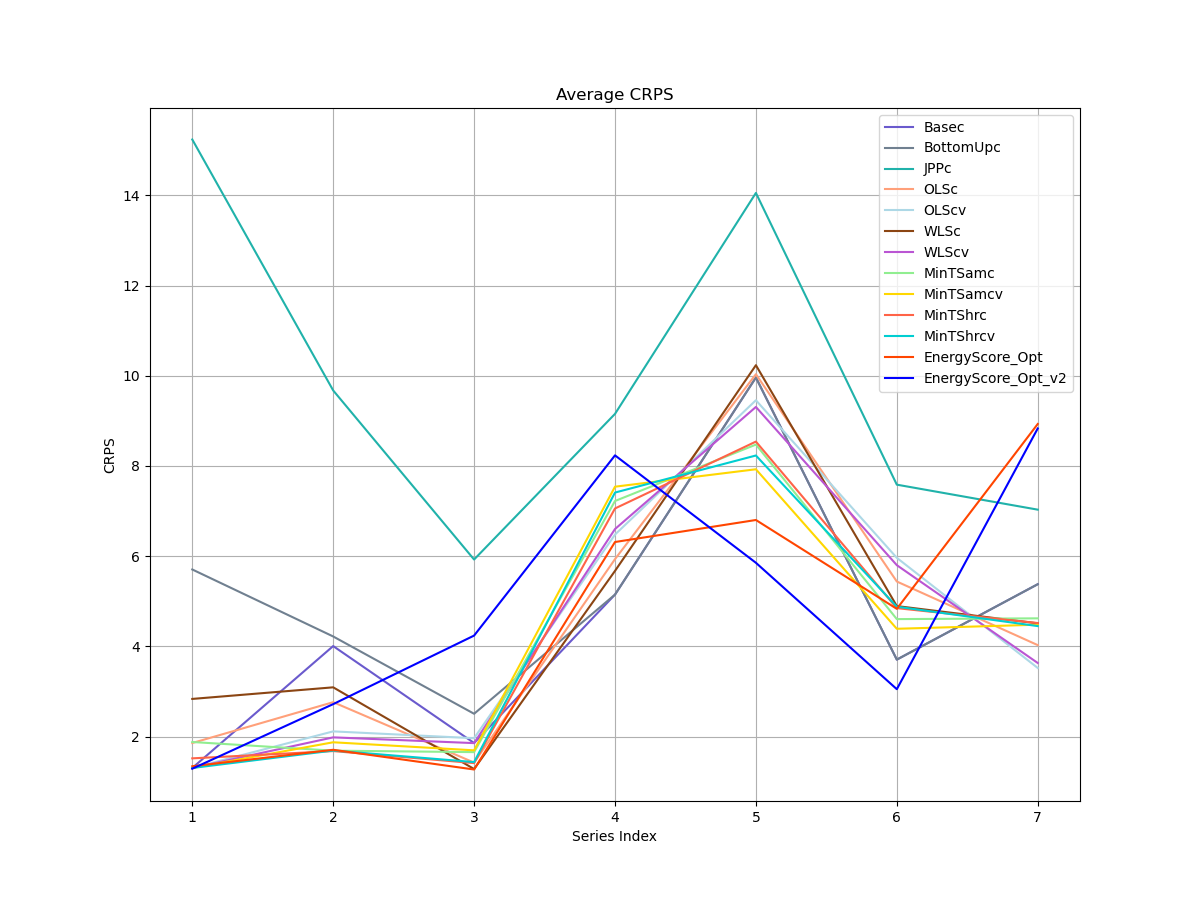 Average CRPS
CRPS
14
12
10
8
6
4
2
1 2 3 4 5 6 7
Series Index
Basec
BottomUpc
JPPc
OLSc
OLScv
WLSc
WLScv
MinTSamc
MinTSamcv
MinTShrc
MinTShrcv
EnergyScore_Opt
EnergyScore_Opt_v2